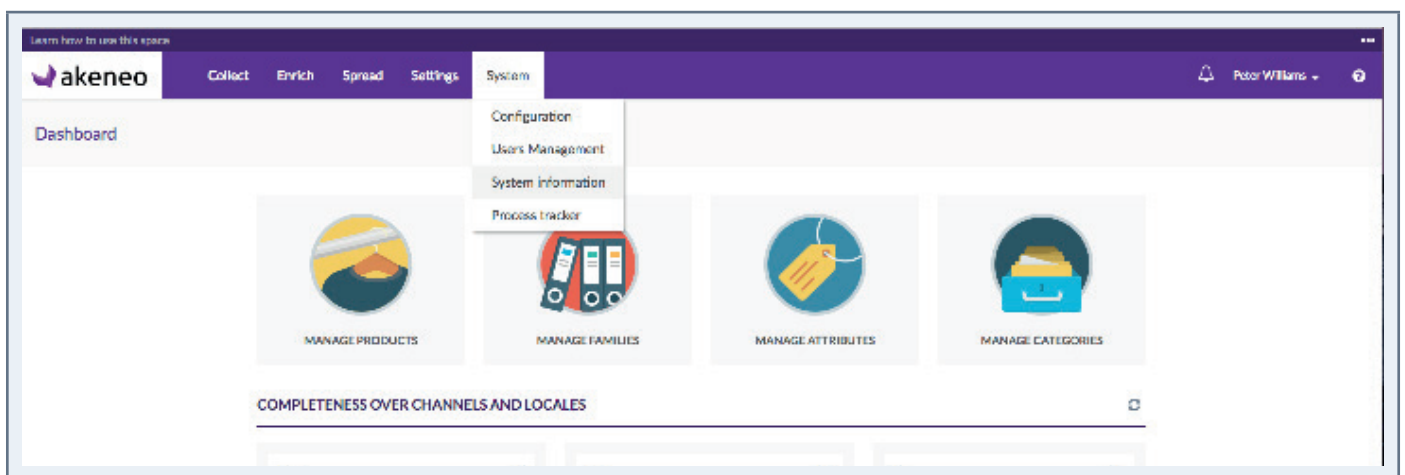 Learn how to use this space
akeneo Collect Enrich Spread Settings System Peter Williams
Dashboard
Configuration
Users Management
System information
Process tracker
MANAGE PRODUCTS MANAGE FAMILIES MANAGE ATTRIBUTES MANAGE CATEGORIES
COMPLETENESS OVER CHANNELS AND LOCALES